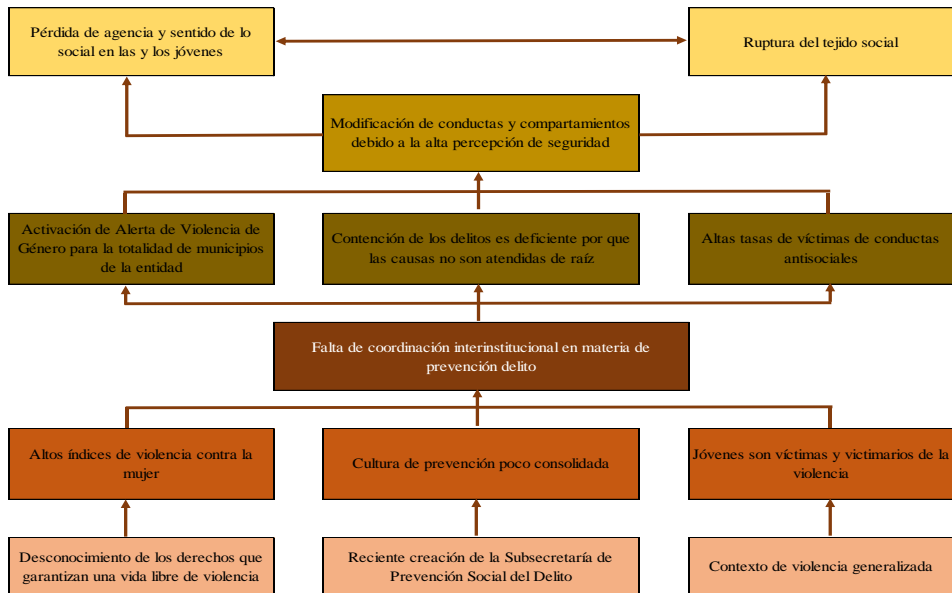 Pérdida de agencia y sentido de lo
social en las y los jóvenes
Ruptura del tejido social
Modificación de conductas y compartamientos
debido a la alta percepción de seguridad
Activación de Alerta de Violencia de
Género para la totalidad de municipios
de la entidad
Contención de los delitos es deficiente por que
las causas no son atendidas de raíz
Altas tasas de víctimas de conductas
antisociales
Falta de coordinación interinstitucional en materia de
prevención delito
Altos índices de violencia contra la
mujer
Cultura de prevención poco consolidada
Jóvenes son víctimas y victimarios de la
violencia
Desconocimiento de los derechos que
garantizan una vida libre de violencia
Reciente creación de la Subsecretaría de
Prevención Social del Delito
Contexto de violencia generalizada